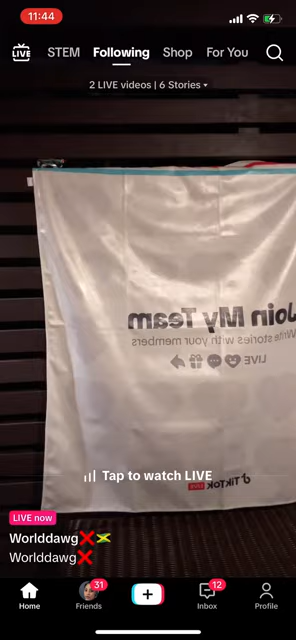 11:44
LIVE
STEM Following Shop For You
2 LIVE videos | 6 Stories
Join My Team
Write stories with your members
LIVE
TikTok LIVE
Tap to watch LIVE
LIVE now
Worlddawg❌🇯🇲
Worlddawg❌
31
12
Home Friends Inbox Profile